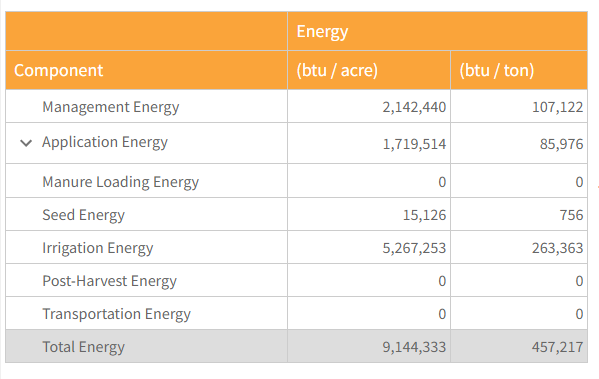 Energy
Component (btu / acre) (btu / ton)
Management Energy 2,142,440 107,122
Application Energy 1,719,514 85,976
Manure Loading Energy 0 0
Seed Energy 15,126 756
Irrigation Energy 5,267,253 263,363
Post-Harvest Energy 0 0
Transportation Energy 0 0
Total Energy 9,144,333 457,217